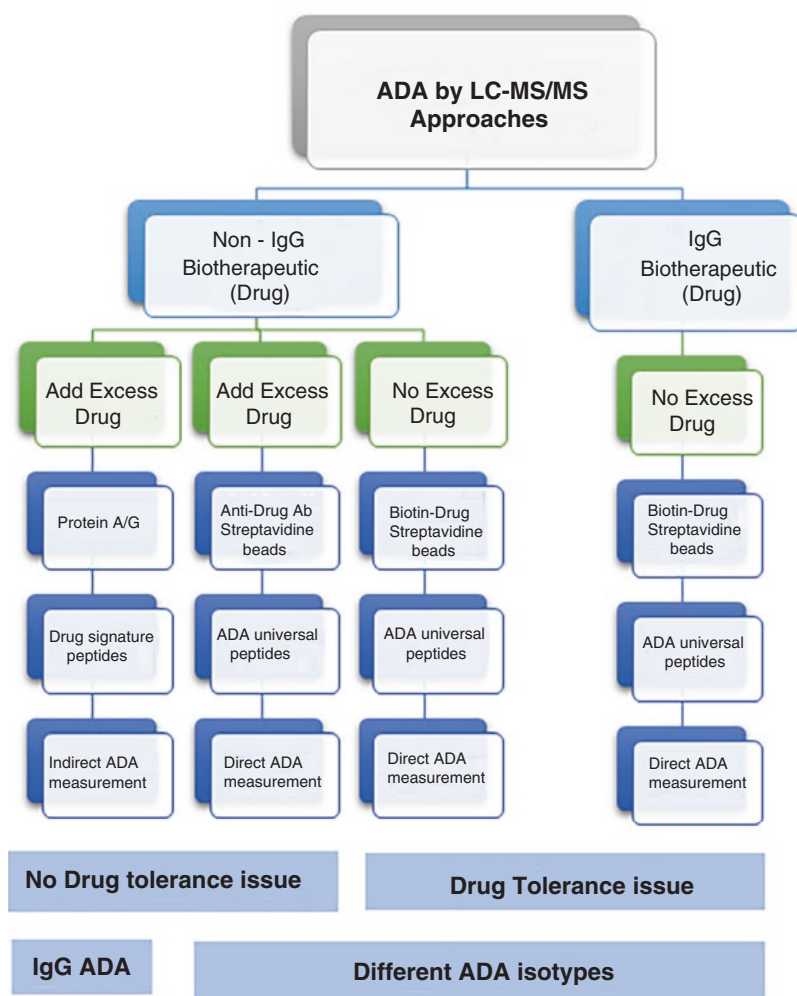 ADA by LC-MS/MS
Approaches
Non - IgG
Biotherapeutic
(Drug)
IgG
Biotherapeutic
(Drug)
Add Excess
Drug
Add Excess
Drug
No Excess
Drug
No Excess
Drug
Protein A/G
Anti-Drug Ab
Streptavidine
beads
Biotin-Drug
Streptavidine
beads
Biotin-Drug
Streptavidine
beads
Drug signature
peptides
ADA universal
peptides
ADA universal
peptides
ADA universal
peptides
Indirect ADA
measurement
Direct ADA
measurement
Direct ADA
measurement
Direct ADA
measurement
No Drug tolerance issue
Drug Tolerance issue
IgG ADA
Different ADA isotypes